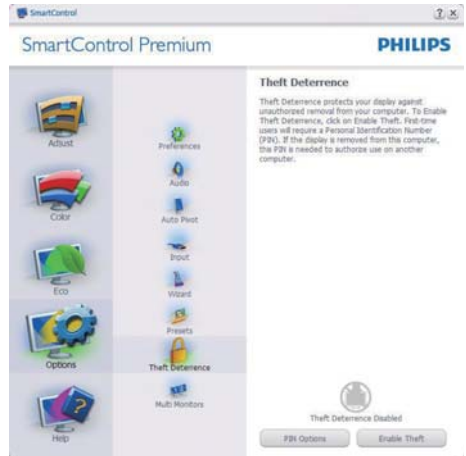 SmartControl
? X
SmartControl Premium
PHILIPS
Adjust
Color
Eco
Options
Help
Preferences
Audio
Auto Pivot
Input
Wizard
Presets
Theft Deterrence
Multi Monitors
Theft Deterrence
Theft Deterrence protects your display against
unauthorized removal from your computer. To Enable
Theft Deterrence, click on Enable Theft. First-time
users will require a Personal Identification Number
(PIN). If the display is removed from this computer,
this PIN is needed to authorize use on another
computer.
Theft Deterrence Disabled
PIN Options
Enable Theft